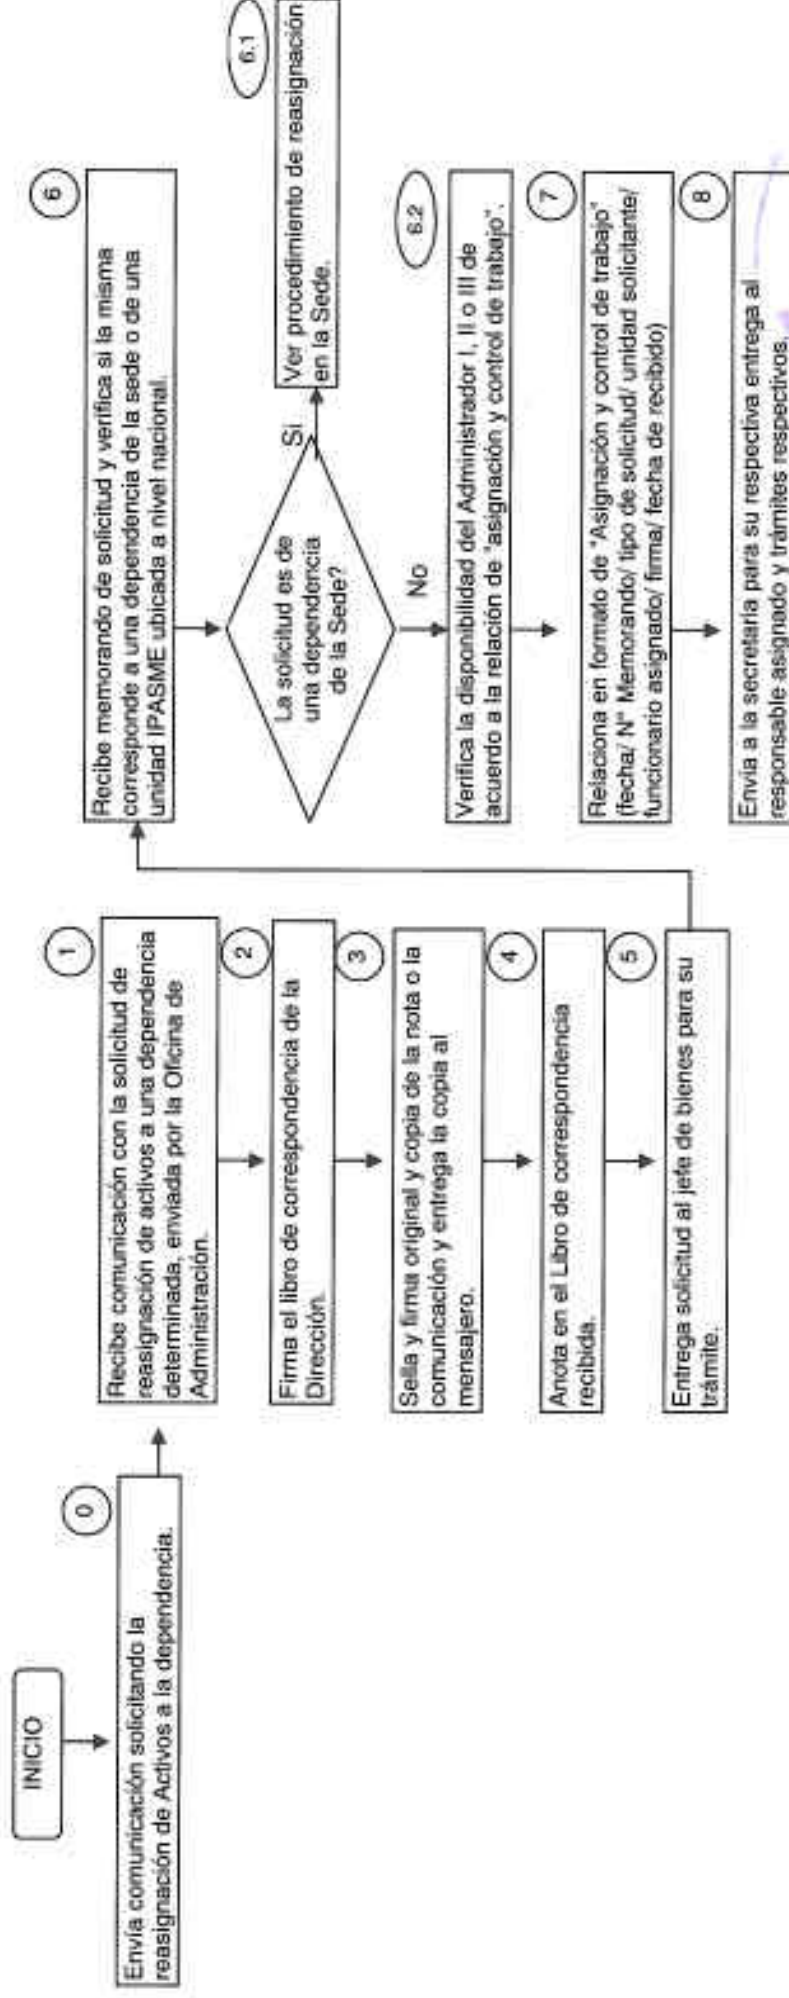 INICIO
0
Envía comunicación solicitando la
reasignación de Activos a la dependencia.
1
Recibe comunicación con la solicitud de
reasignación de activos a una dependencia
determinada, enviada por la Oficina de
Administración.
2
Firma el libro de correspondencia de la
Dirección.
3
Sella y firma original y copia de la nota o la
comunicación y entrega la copia al
mensajero.
4
Anota en el Libro de correspondencia
recibida.
5
Entrega solicitud al jefe de bienes para su
trámite.
6
Recibe memorando de solicitud y verifica si la misma
corresponde a una dependencia de la sede o de una
unidad IPASME ubicada a nivel nacional.
La solicitud es de
una dependencia
de la Sede?
Si
6.1
Ver procedimiento de reasignación
en la Sede.
No
6.2
Verifica la disponibilidad del Administrador I, II o III de
acuerdo a la relación de "asignación y control de trabajo".
7
Relaciona en formato de "Asignación y control de trabajo"
(fecha/ N° Memorando/ tipo de solicitud/ unidad solicitante/
funcionario asignado/ firma/ fecha de recibido)
8
Envía a la secretaria para su respectiva entrega al
responsable asignado y trámites respectivos.